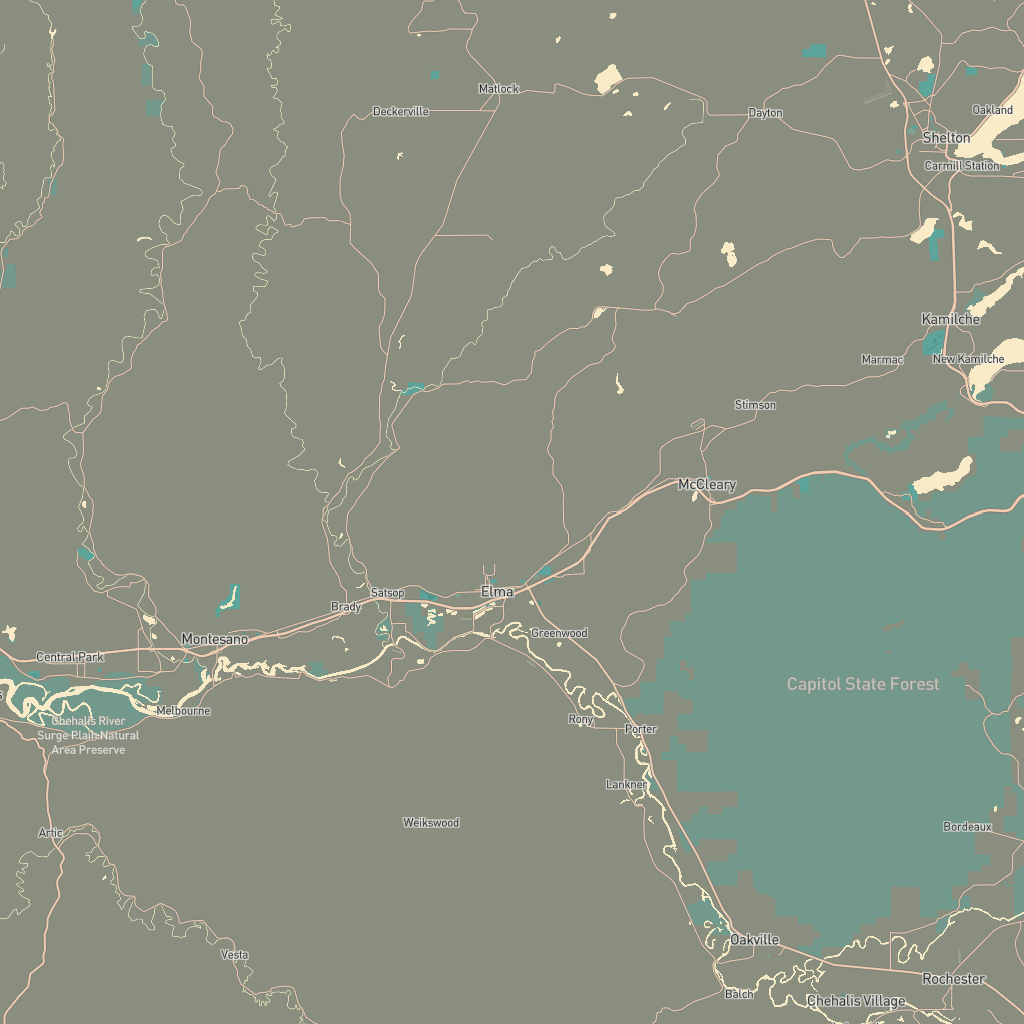 Matlock
Deckerville
Dayton
Oakland
Shelton
Carmill Station
Kamilche
New Kamilche
Marmac
Stimson
McCleary
Elma
Satsop
Brady
Greenwood
Montesano
Central Park
Capitol State Forest
Melbourne
Rony
Porter
Chehalis River
Surge Plain Natural
Area Preserve
Lankner
Weikswood
Bordeaux
Artic
Oakville
Vesta
Rochester
Balch
Chehalis Village